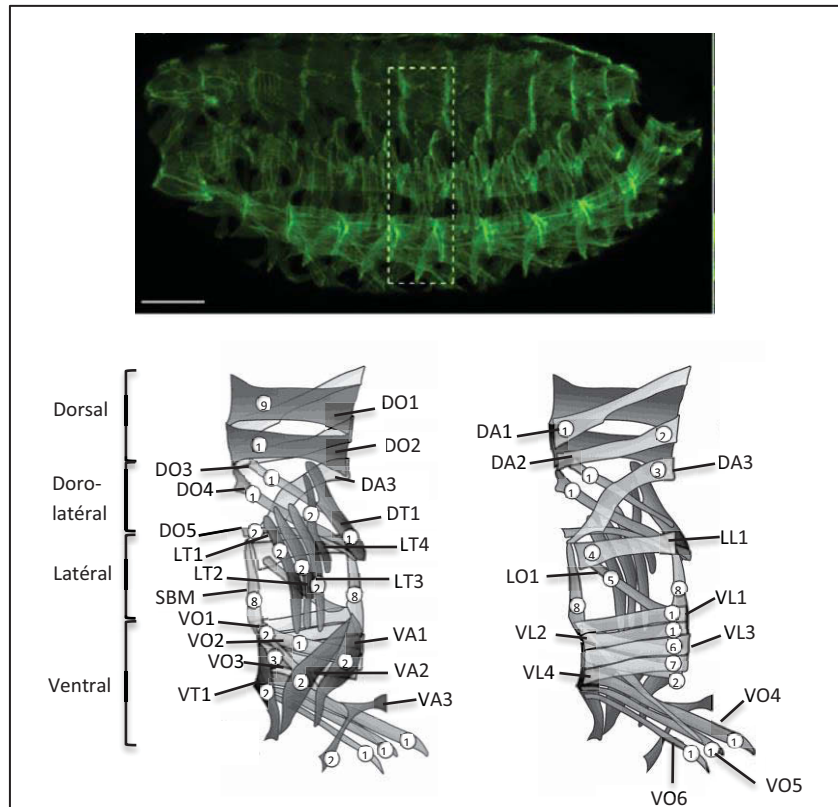 Dorsal
Doro-
latéral
Latéral
Ventral
9
DO1
1
DO2
DO3
1
DO4
1
DA3
2
DT1
DO5
2
1
LT1
2
LT4
LT2
2
2
LT3
SBM
8
8
VO1
2
VO2
1
VA1
VO3
3
2
VT1
2
2
VA2
VA3
2
1
1
1
DA1
1
2
DA2
1
3
DA3
1
4
LL1
LO1
5
8
8
1
VL1
VL2
1
VL3
6
VL4
7
2
VO4
1
1
1
VO5
VO6